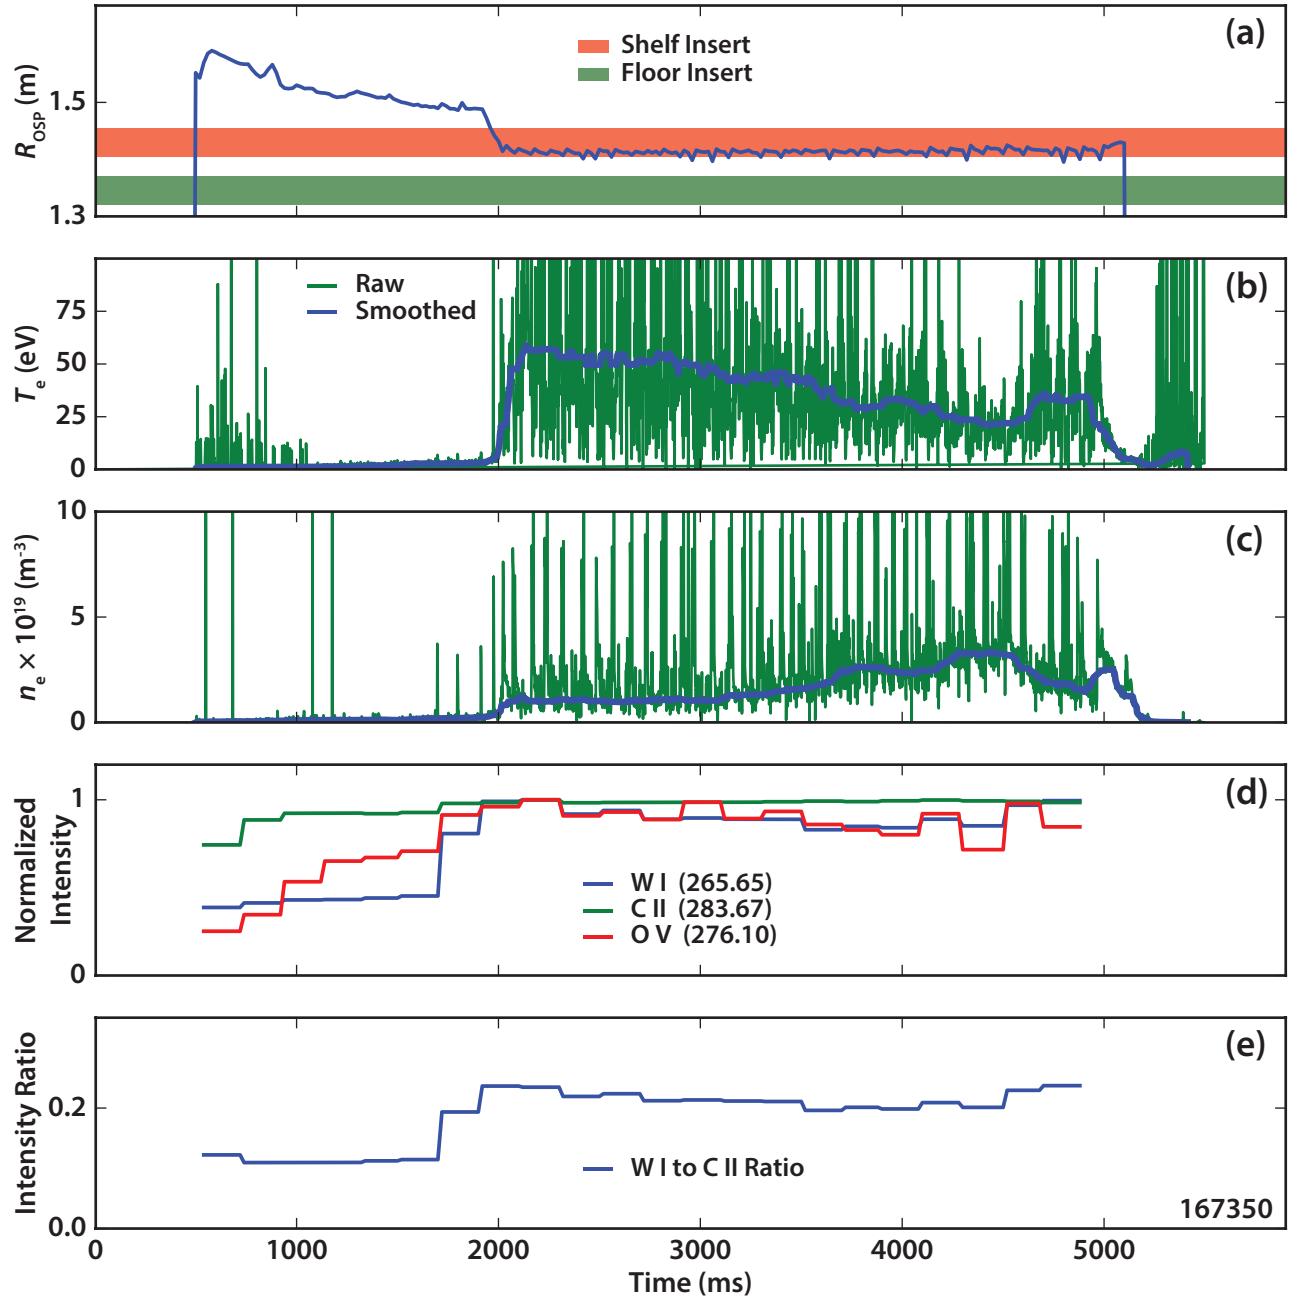 (a)
Shelf Insert
Floor Insert
R_OSP (m)
1.5
1.3
(b)
Raw
Smoothed
T_e (eV)
75
50
25
0
(c)
n_e × 10^19 (m^-3)
10
5
0
(d)
Normalized
Intensity
1
0
W I (265.65)
C II (283.67)
O V (276.10)
(e)
Intensity Ratio
0.2
0.0
W I to C II Ratio
167350
0 1000 2000 3000 4000 5000
Time (ms)